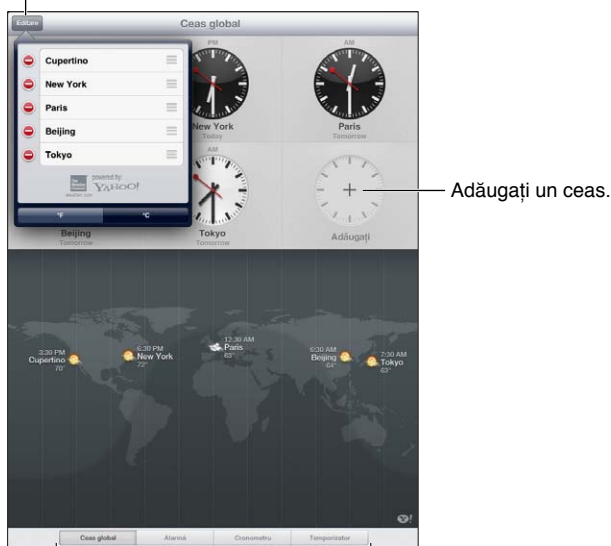 Editare
Ceas global
Cupertino
New York
Paris
Beijing
Tokyo
powered by
YAHOO!
°F
°C
PM
New York
Today
AM
Paris
Tomorrow
Beijing
Tomorrow
AM
Tokyo
Tomorrow
Adăugați
Adăugați un ceas.
3:30 PM
Cupertino
70°
6:30 PM
New York
72°
12:30 AM
Paris
63°
6:30 AM
Beijing
64°
7:30 AM
Tokyo
63°
Y!
Ceas global
Alarmă
Cronometru
Temporizator